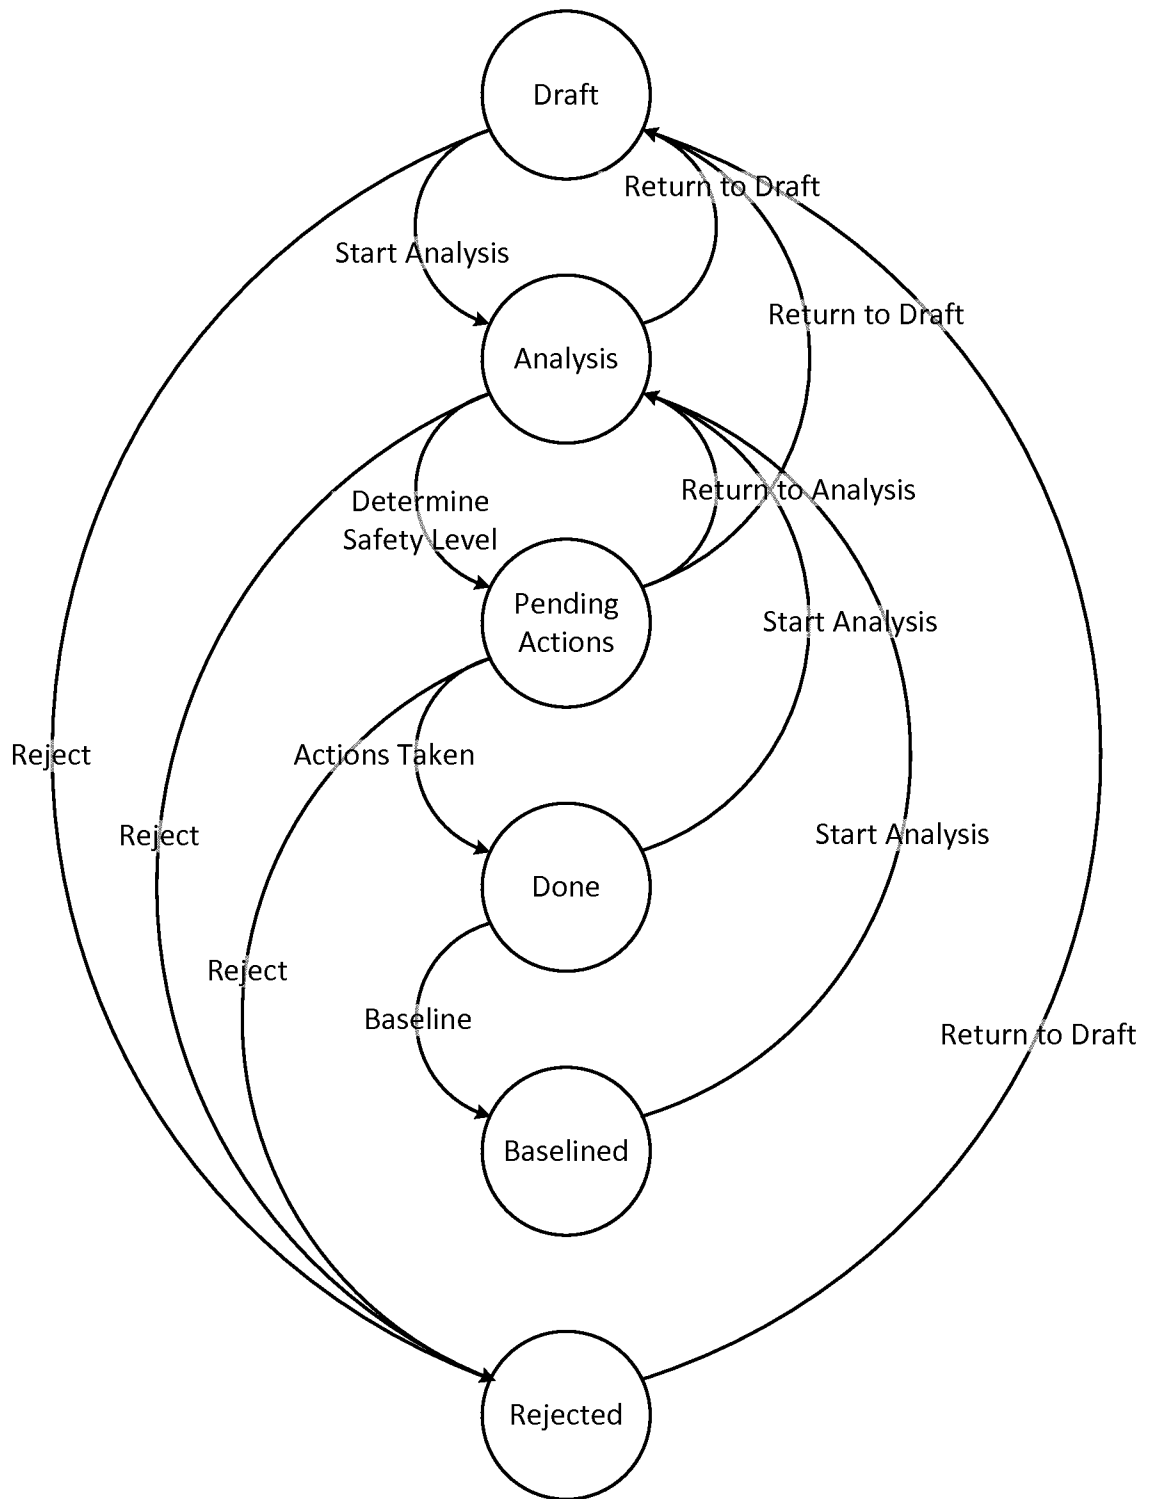 Draft
Return to Draft
Start Analysis
Return to Draft
Analysis
Return to Analysis
Determine
Safety Level
Pending
Actions
Start Analysis
Reject
Actions Taken
Reject
Start Analysis
Done
Reject
Baseline
Return to Draft
Baselined
Rejected